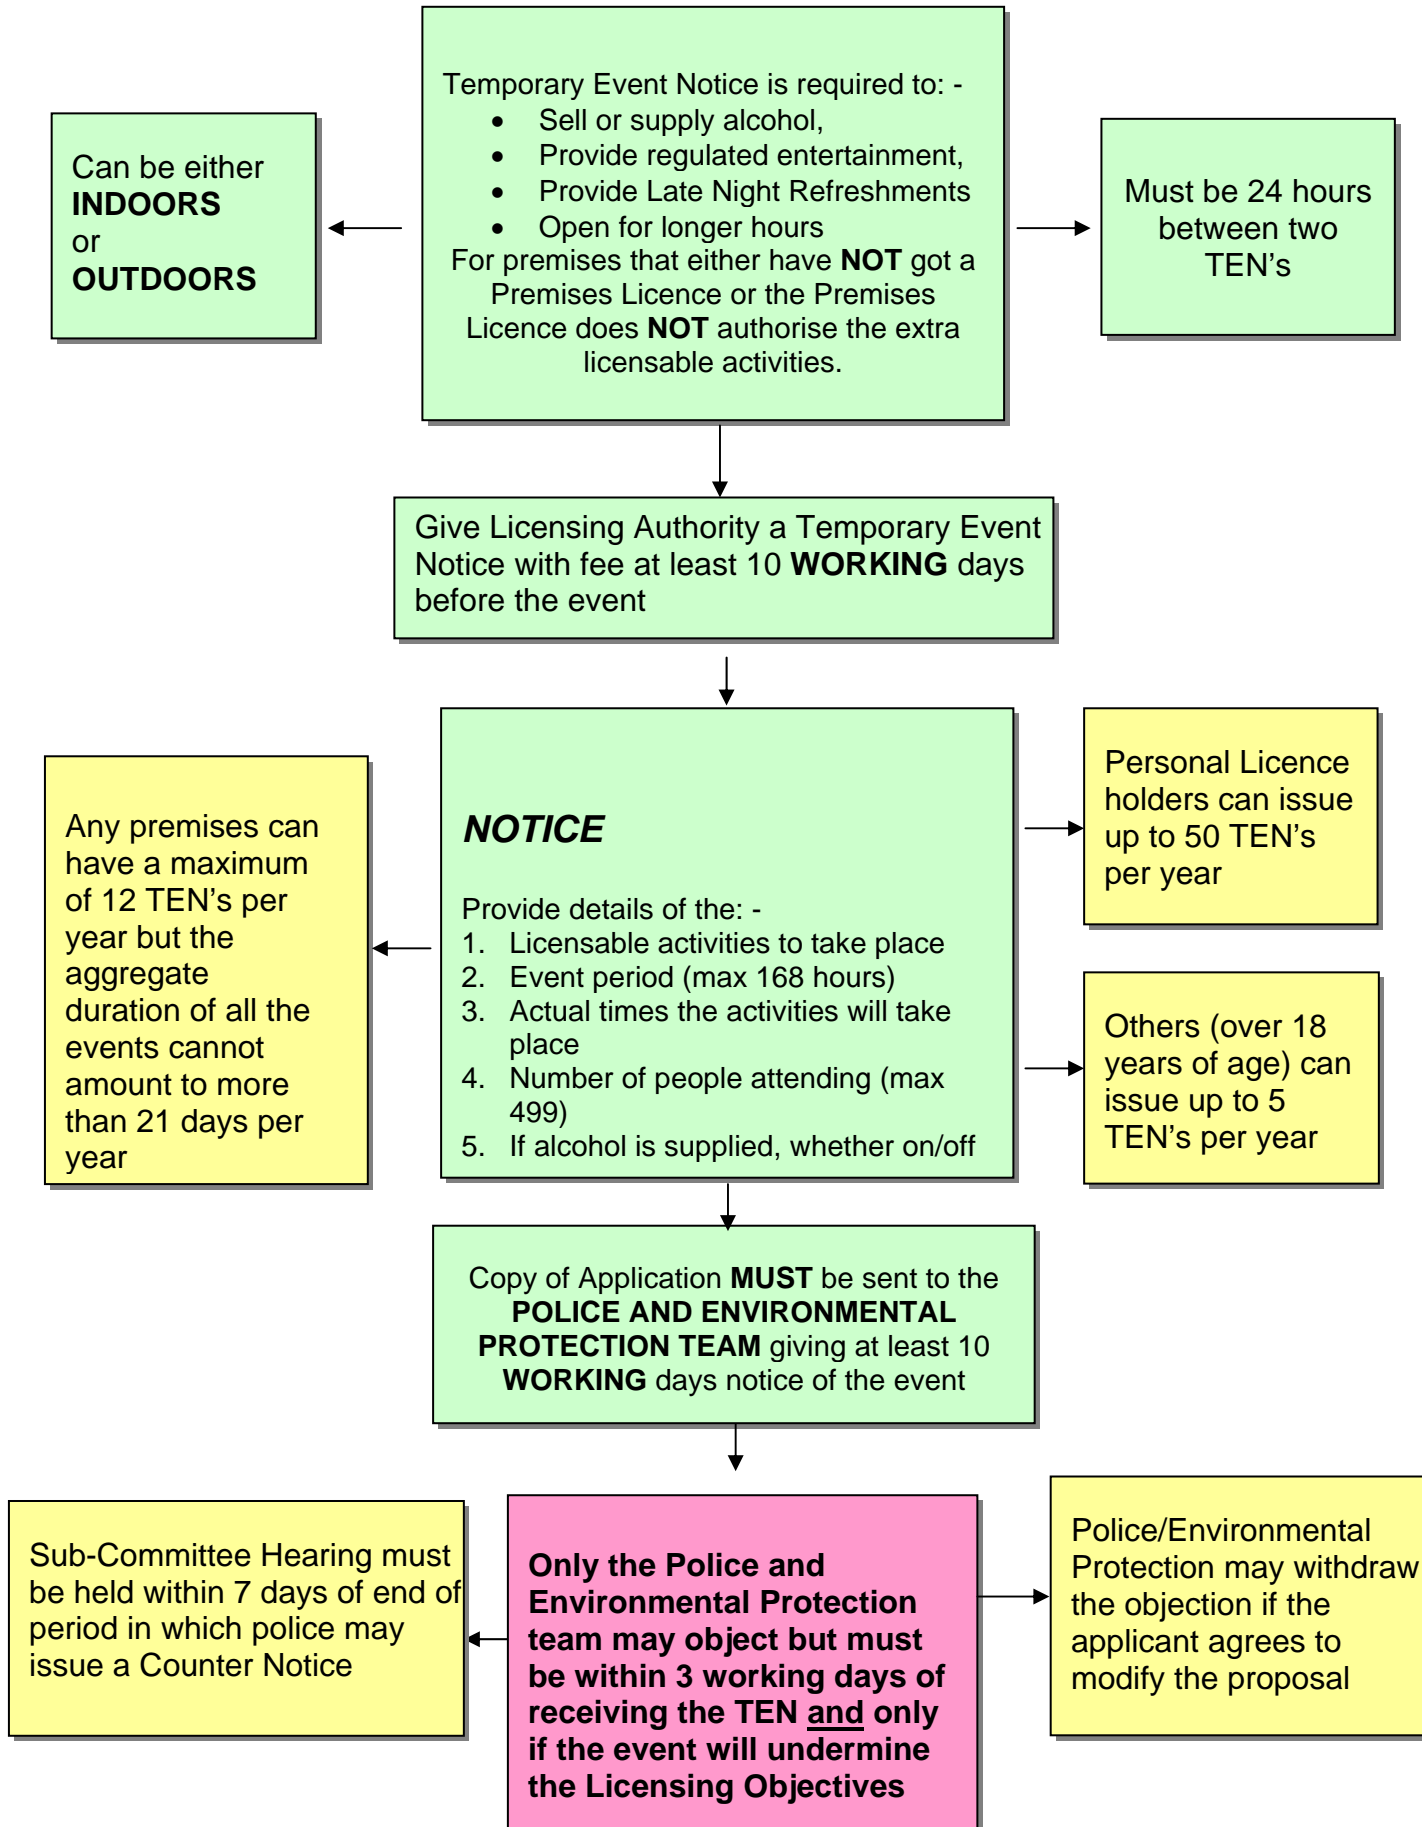 Temporary Event Notice is required to: -
• Sell or supply alcohol,
• Provide regulated entertainment,
• Provide Late Night Refreshments
• Open for longer hours
For premises that either have NOT got a
Premises Licence or the Premises
Licence does NOT authorise the extra
licensable activities.
Can be either
INDOORS
or
OUTDOORS
Must be 24 hours
between two
TEN's
Give Licensing Authority a Temporary Event
Notice with fee at least 10 WORKING days
before the event
NOTICE
Provide details of the: -
1. Licensable activities to take place
2. Event period (max 168 hours)
3. Actual times the activities will take
place
4. Number of people attending (max
499)
5. If alcohol is supplied, whether on/off
Any premises can
have a maximum
of 12 TEN's per
year but the
aggregate
duration of all the
events cannot
amount to more
than 21 days per
year
Personal Licence
holders can issue
up to 50 TEN's
per year
Others (over 18
years of age) can
issue up to 5
TEN's per year
Copy of Application MUST be sent to the
POLICE AND ENVIRONMENTAL
PROTECTION TEAM giving at least 10
WORKING days notice of the event
Sub-Committee Hearing must
be held within 7 days of end of
period in which police may
issue a Counter Notice
Only the Police and
Environmental Protection
team may object but must
be within 3 working days of
receiving the TEN and only
if the event will undermine
the Licensing Objectives
Police/Environmental
Protection may withdraw
the objection if the
applicant agrees to
modify the proposal